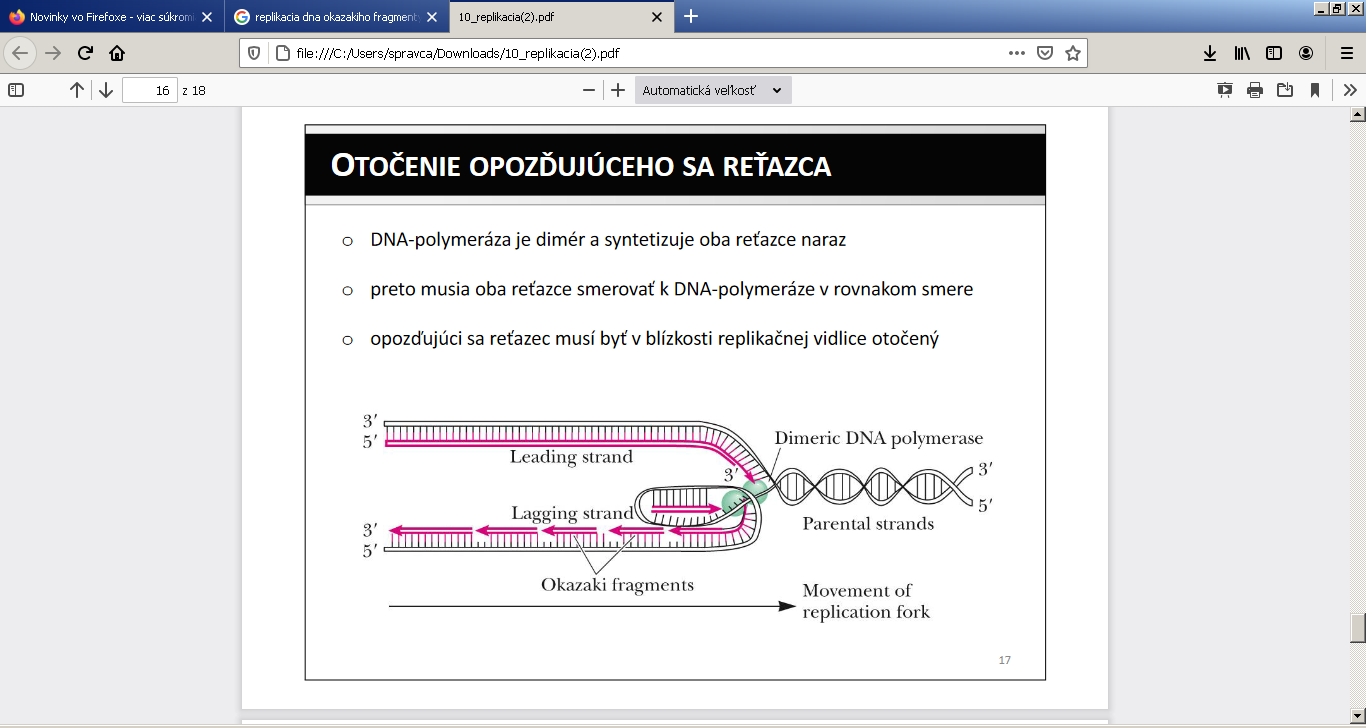 Novinky vo Firefoxe - viac súkromi
replikacia dna okazakiho fragment
10_replikacia(2).pdf
file:///C:/Users/spravca/Downloads/10_replikacia(2).pdf
16 z 18
Automatická veľkosť
OTOČENIE OPOZĎUJÚCEHO SA REŤAZCA
o DNA-polymeráza je dimér a syntetizuje oba reťazce naraz
o preto musia oba reťazce smerovať k DNA-polymeráze v rovnakom smere
o opozďujúci sa reťazec musí byť v blízkosti replikačnej vidlice otočený
3′
5′
Leading strand
Dimeric DNA polymerase
3′
3′
5′
Parental strands
Lagging strand
3′
5′
Okazaki fragments
Movement of
replication fork
17